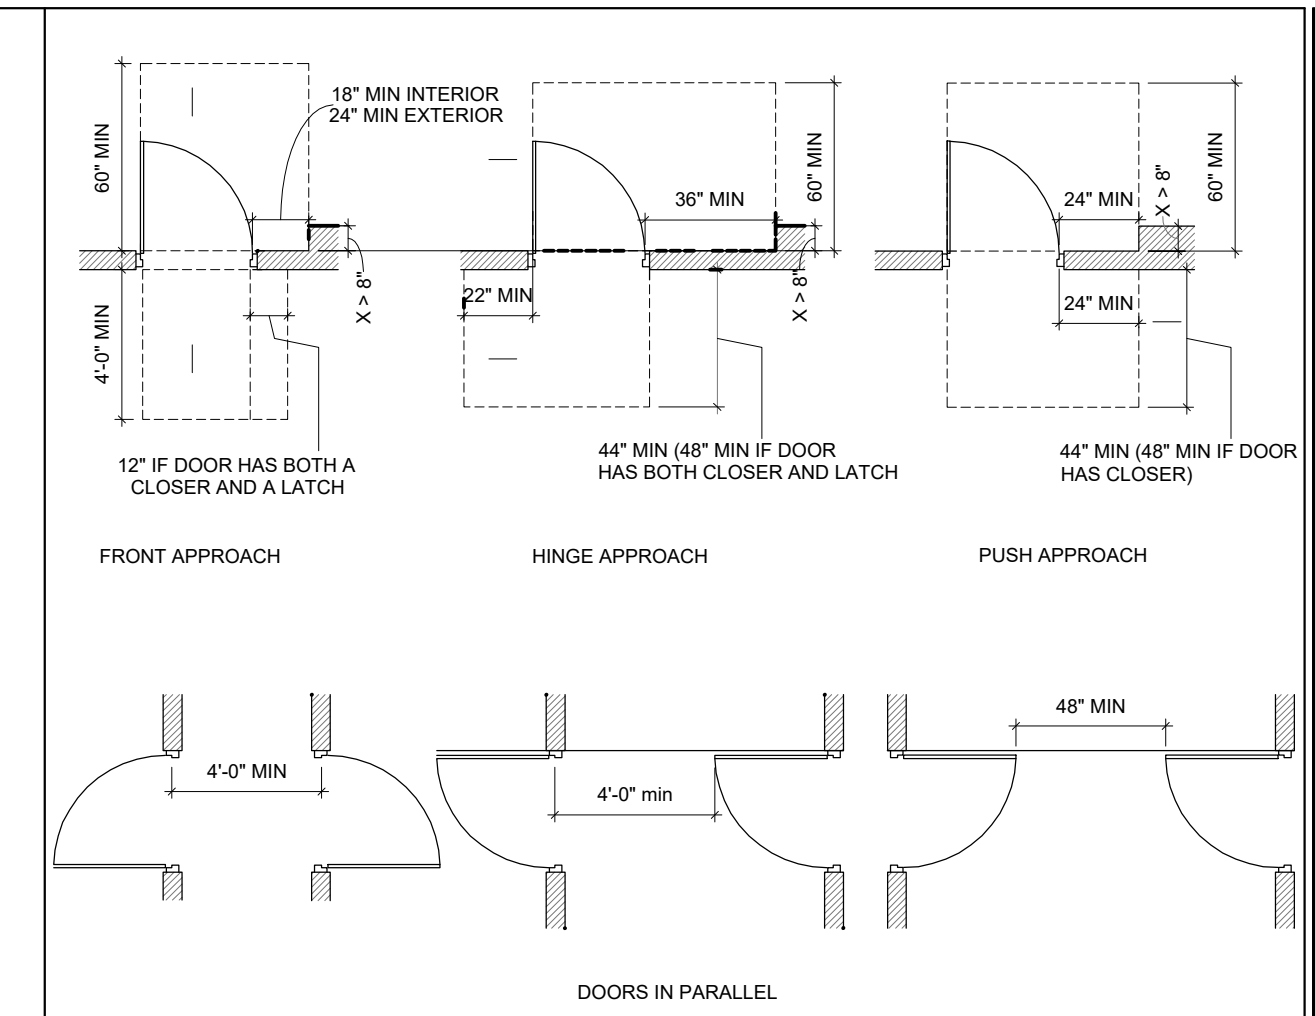 18" MIN INTERIOR
24" MIN EXTERIOR
60" MIN
X > 8"
4'-0" MIN
12" IF DOOR HAS BOTH A
CLOSER AND A LATCH
FRONT APPROACH
36" MIN
60" MIN
X > 8"
22" MIN
44" MIN (48" MIN IF DOOR
HAS BOTH CLOSER AND LATCH
HINGE APPROACH
24" MIN
X > 8"
60" MIN
24" MIN
44" MIN (48" MIN IF DOOR
HAS CLOSER)
PUSH APPROACH
4'-0" MIN
4'-0" min
48" MIN
DOORS IN PARALLEL